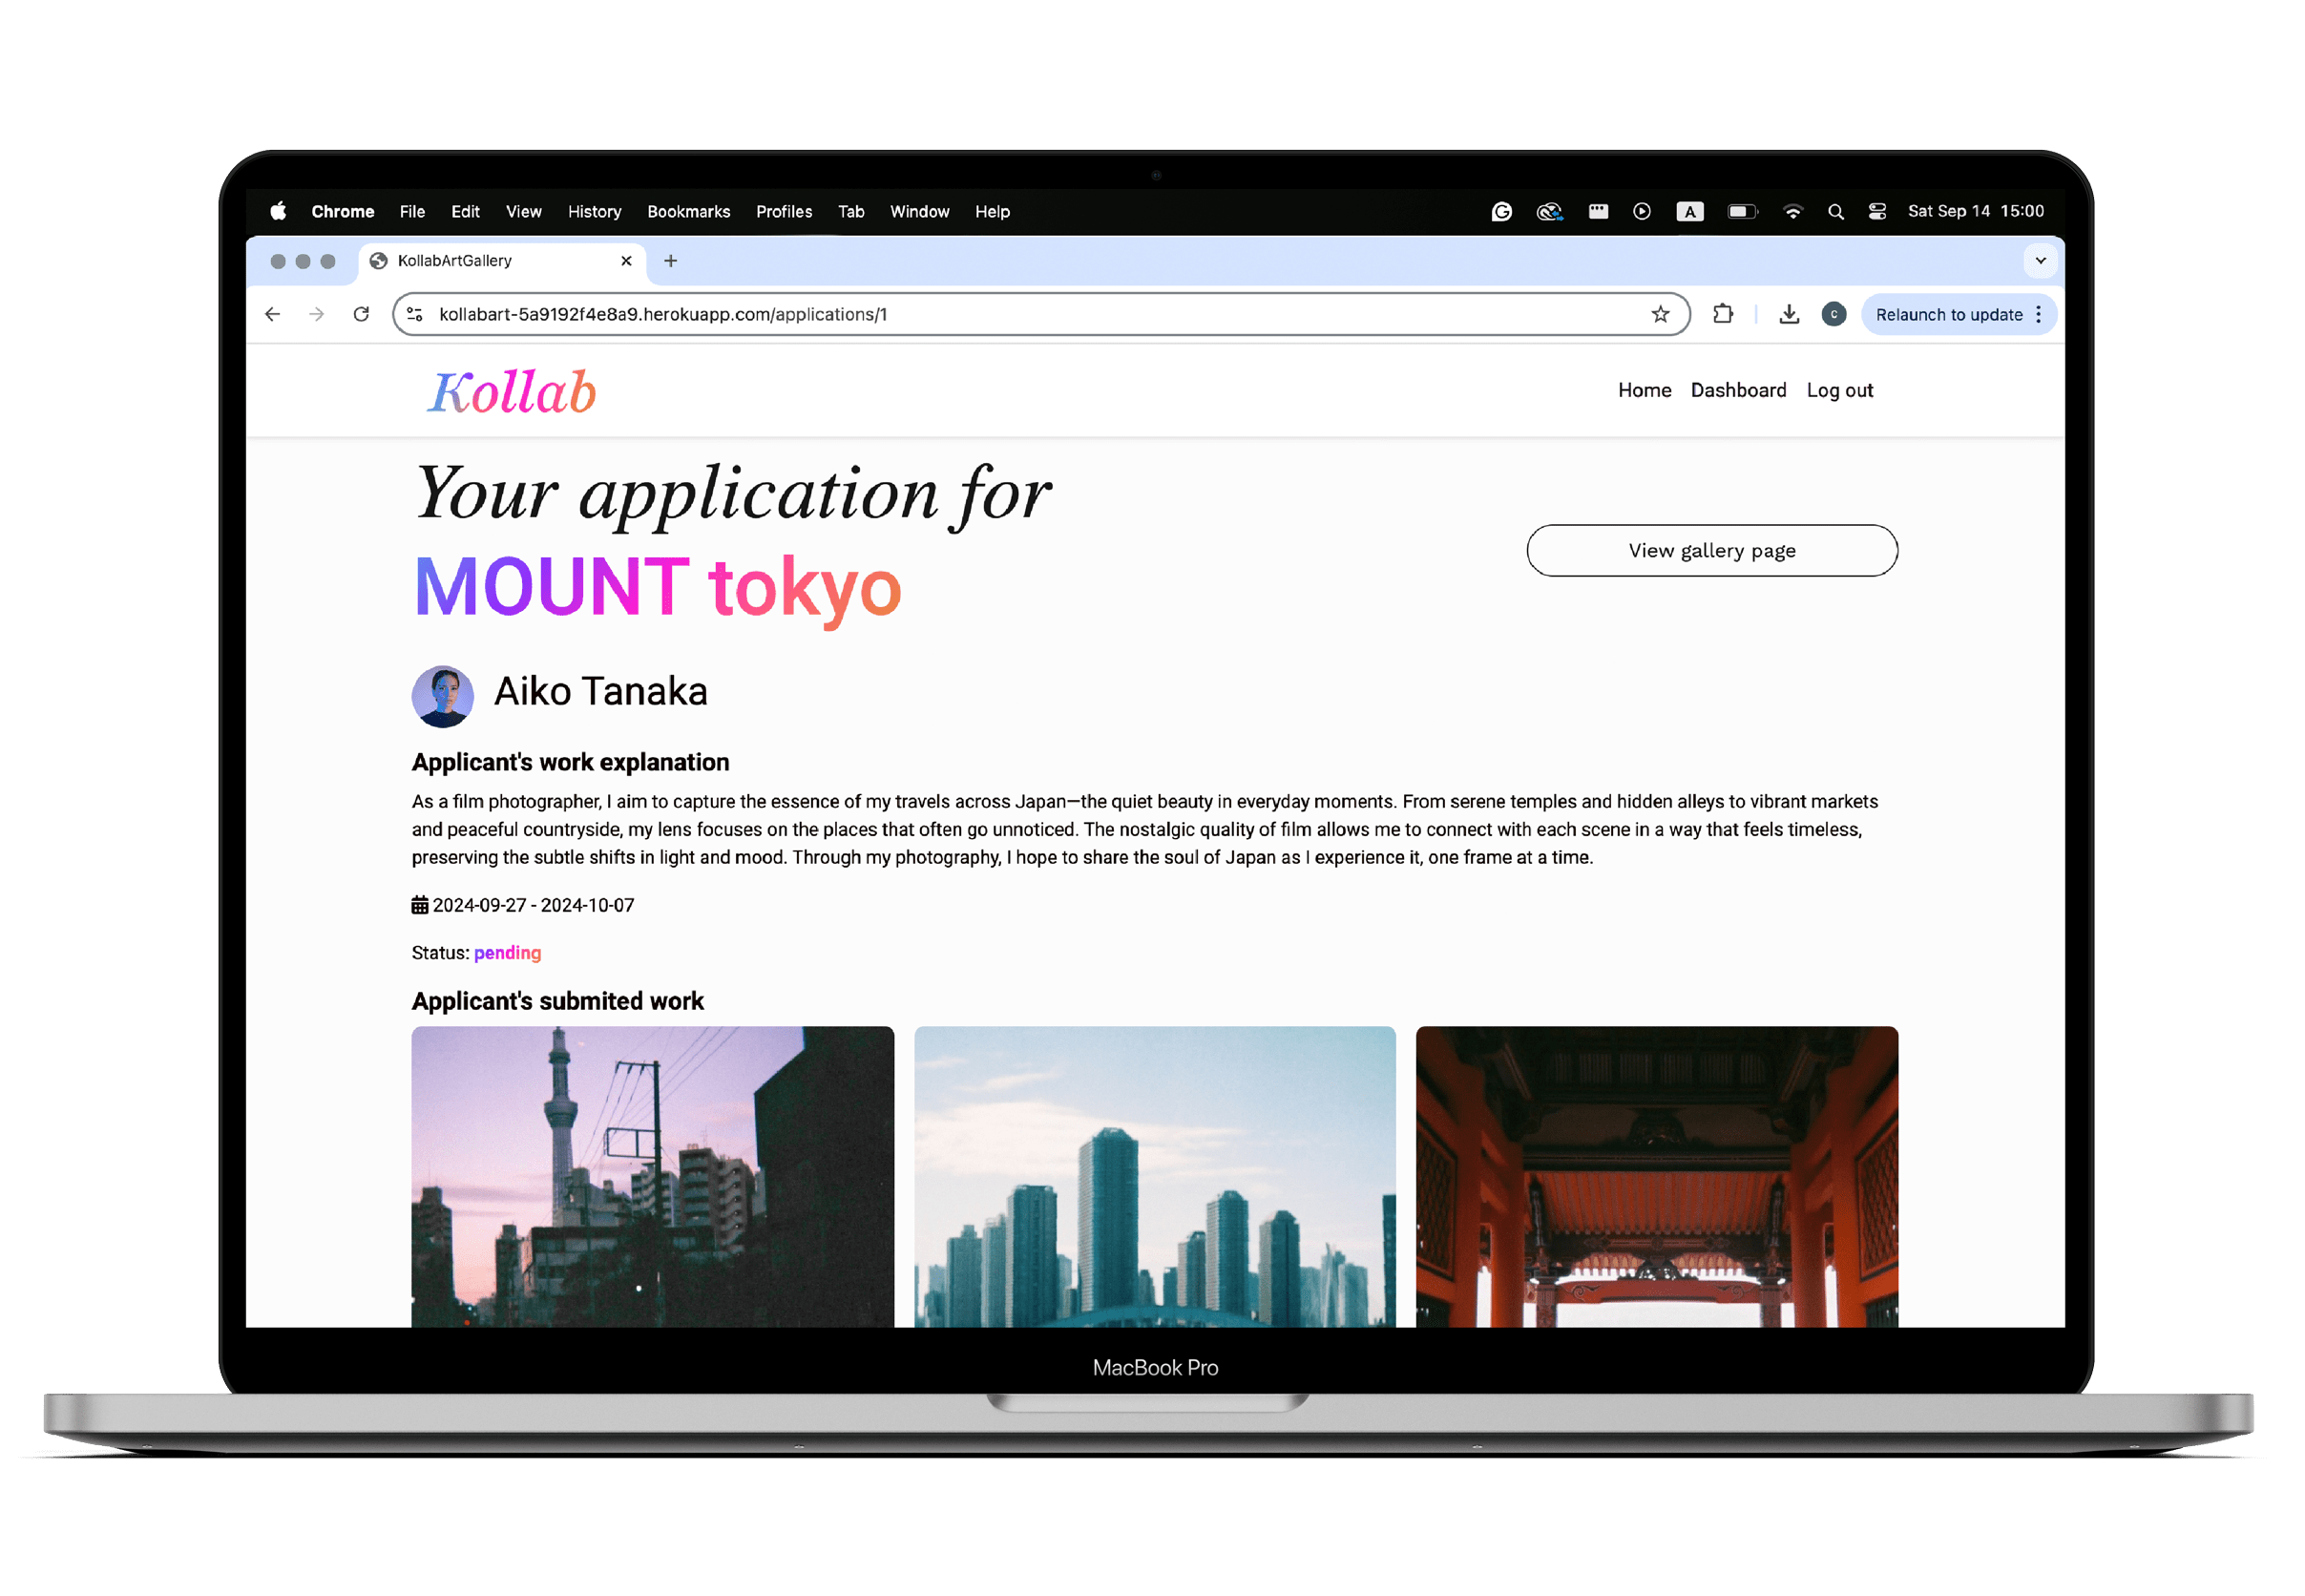 Chrome File Edit View History Bookmarks Profiles Tab Window Help A Sat Sep 14 15:00
KollabArtGallery
kollabart-5a9192f4e8a9.herokuapp.com/applications/1 C Relaunch to update
Kollab Home Dashboard Log out
Your application for
View gallery page
MOUNT tokyo
Aiko Tanaka
Applicant's work explanation
As a film photographer, I aim to capture the essence of my travels across Japan—the quiet beauty in everyday moments. From serene temples and hidden alleys to vibrant markets
and peaceful countryside, my lens focuses on the places that often go unnoticed. The nostalgic quality of film allows me to connect with each scene in a way that feels timeless,
preserving the subtle shifts in light and mood. Through my photography, I hope to share the soul of Japan as I experience it, one frame at a time.
2024-09-27 - 2024-10-07
Status: pending
Applicant's submited work
MacBook Pro